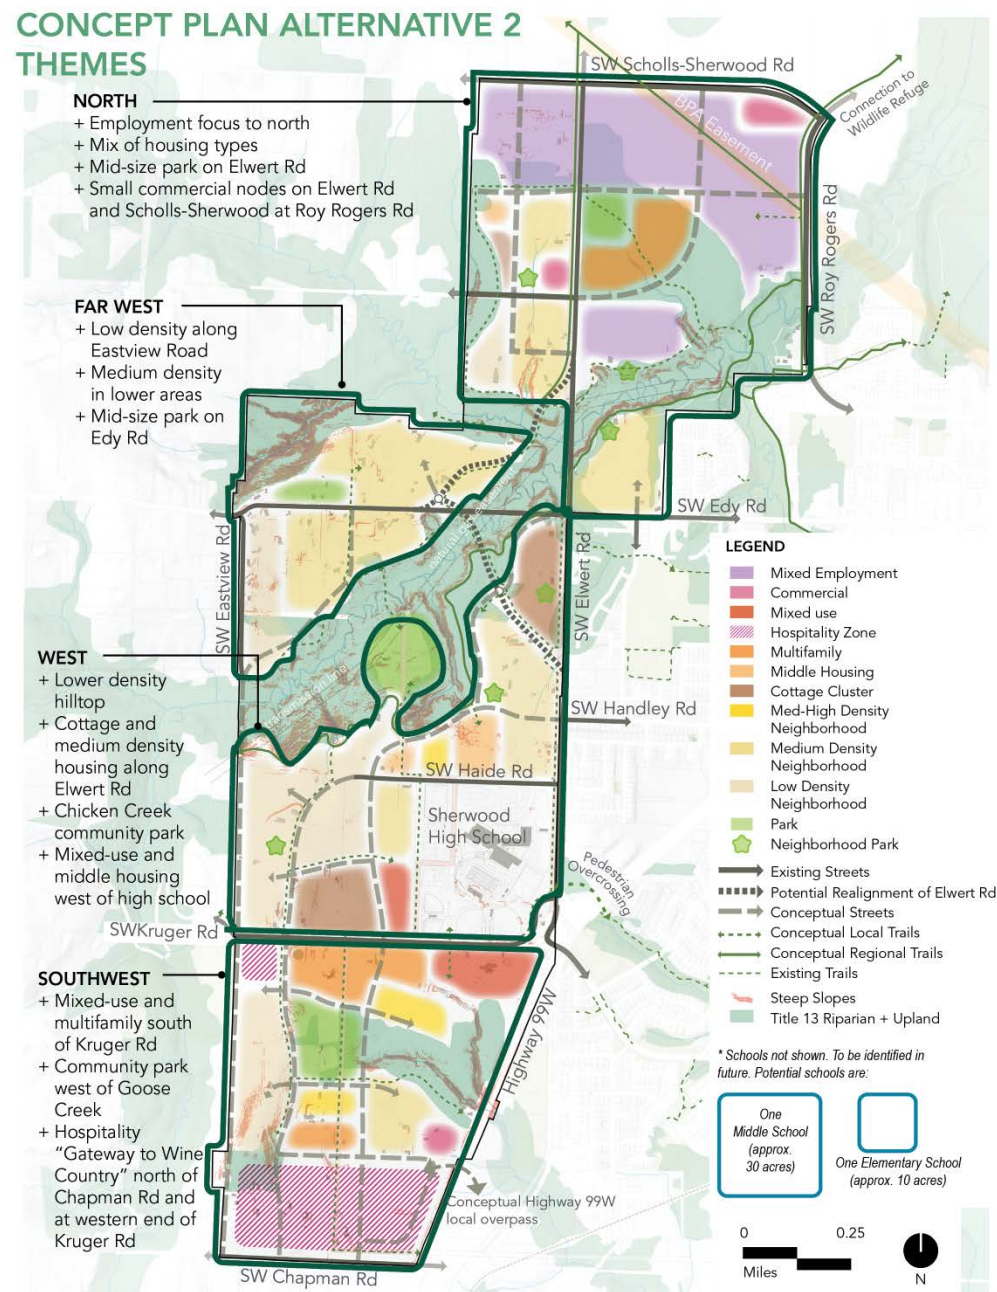 CONCEPT PLAN ALTERNATIVE 2
THEMES
NORTH
+ Employment focus to north
+ Mix of housing types
+ Mid-size park on Elwert Rd
+ Small commercial nodes on Elwert Rd
and Scholls-Sherwood at Roy Rogers Rd
FAR WEST
+ Low density along
Eastview Road
+ Medium density
in lower areas
+ Mid-size park on
Edy Rd
WEST
+ Lower density
hilltop
+ Cottage and
medium density
housing along
Elwert Rd
+ Chicken Creek
community park
+ Mixed-use and
middle housing
west of high school
SOUTHWEST
+ Mixed-use and
multifamily south
of Kruger Rd
+ Community park
west of Goose
Creek
+ Hospitality
"Gateway to Wine
Country" north of
Chapman Rd and
at western end of
Kruger Rd
SW Scholls-Sherwood Rd
BPA Easement
Connection to
Wildlife Refuge
SW Roy Rogers Rd
SW Edy Rd
SW Eastview Rd
SW Elwert Rd
SW Handley Rd
SW Haide Rd
Sherwood
High School
Pedestrian
Overcrossing
SWKruger Rd
Highway 99W
Conceptual Highway 99W
local overpass
SW Chapman Rd
LEGEND
Mixed Employment
Commercial
Mixed use
Hospitality Zone
Multifamily
Middle Housing
Cottage Cluster
Med-High Density
Neighborhood
Medium Density
Neighborhood
Low Density
Neighborhood
Park
Neighborhood Park
Existing Streets
Potential Realignment of Elwert Rd
Conceptual Streets
Conceptual Local Trails
Conceptual Regional Trails
Existing Trails
Steep Slopes
Title 13 Riparian + Upland
* Schools not shown. To be identified in
future. Potential schools are:
One
Middle School
(approx.
30 acres)
One Elementary School
(approx. 10 acres)
0 0.25
Miles
N